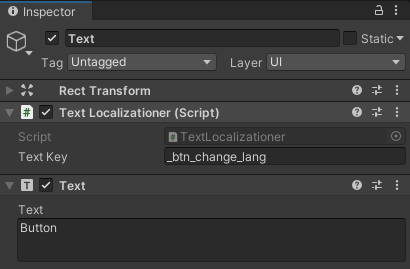 Inspector
Text
Static
Tag Untagged Layer UI
Rect Transform
Text Localizationer (Script)
Script TextLocalizationer
Text Key _btn_change_lang
Text
Text
Button